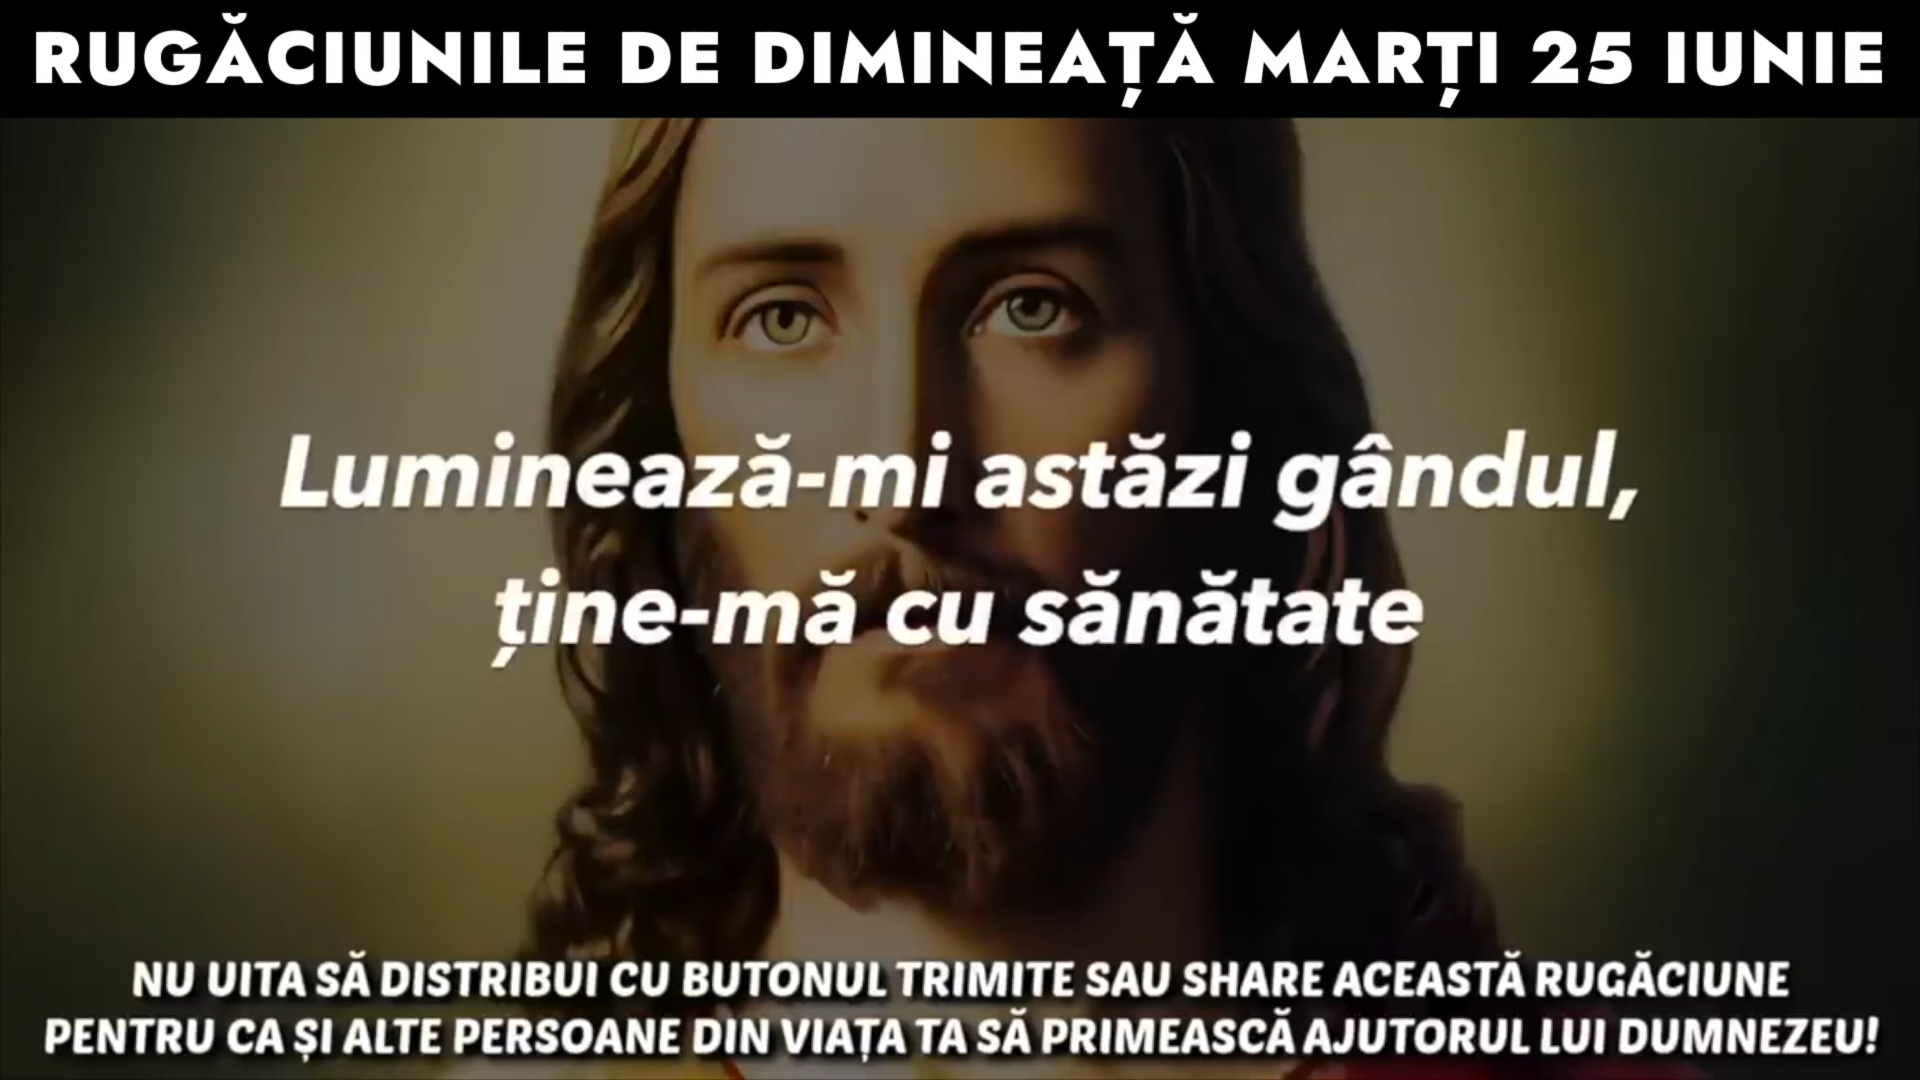 RUGĂCIUNILE DE DIMINEAȚĂ MARȚI 25 IUNIE
Luminează-mi astăzi gândul,
ține-mă cu sănătate
NU UITA SĂ DISTRIBUI CU BUTONUL TRIMITE SAU SHARE ACEASTĂ RUGĂCIUNE
PENTRU CA ȘI ALTE PERSOANE DIN VIAȚA TA SĂ PRIMEASCĂ AJUTORUL LUI DUMNEZEU!